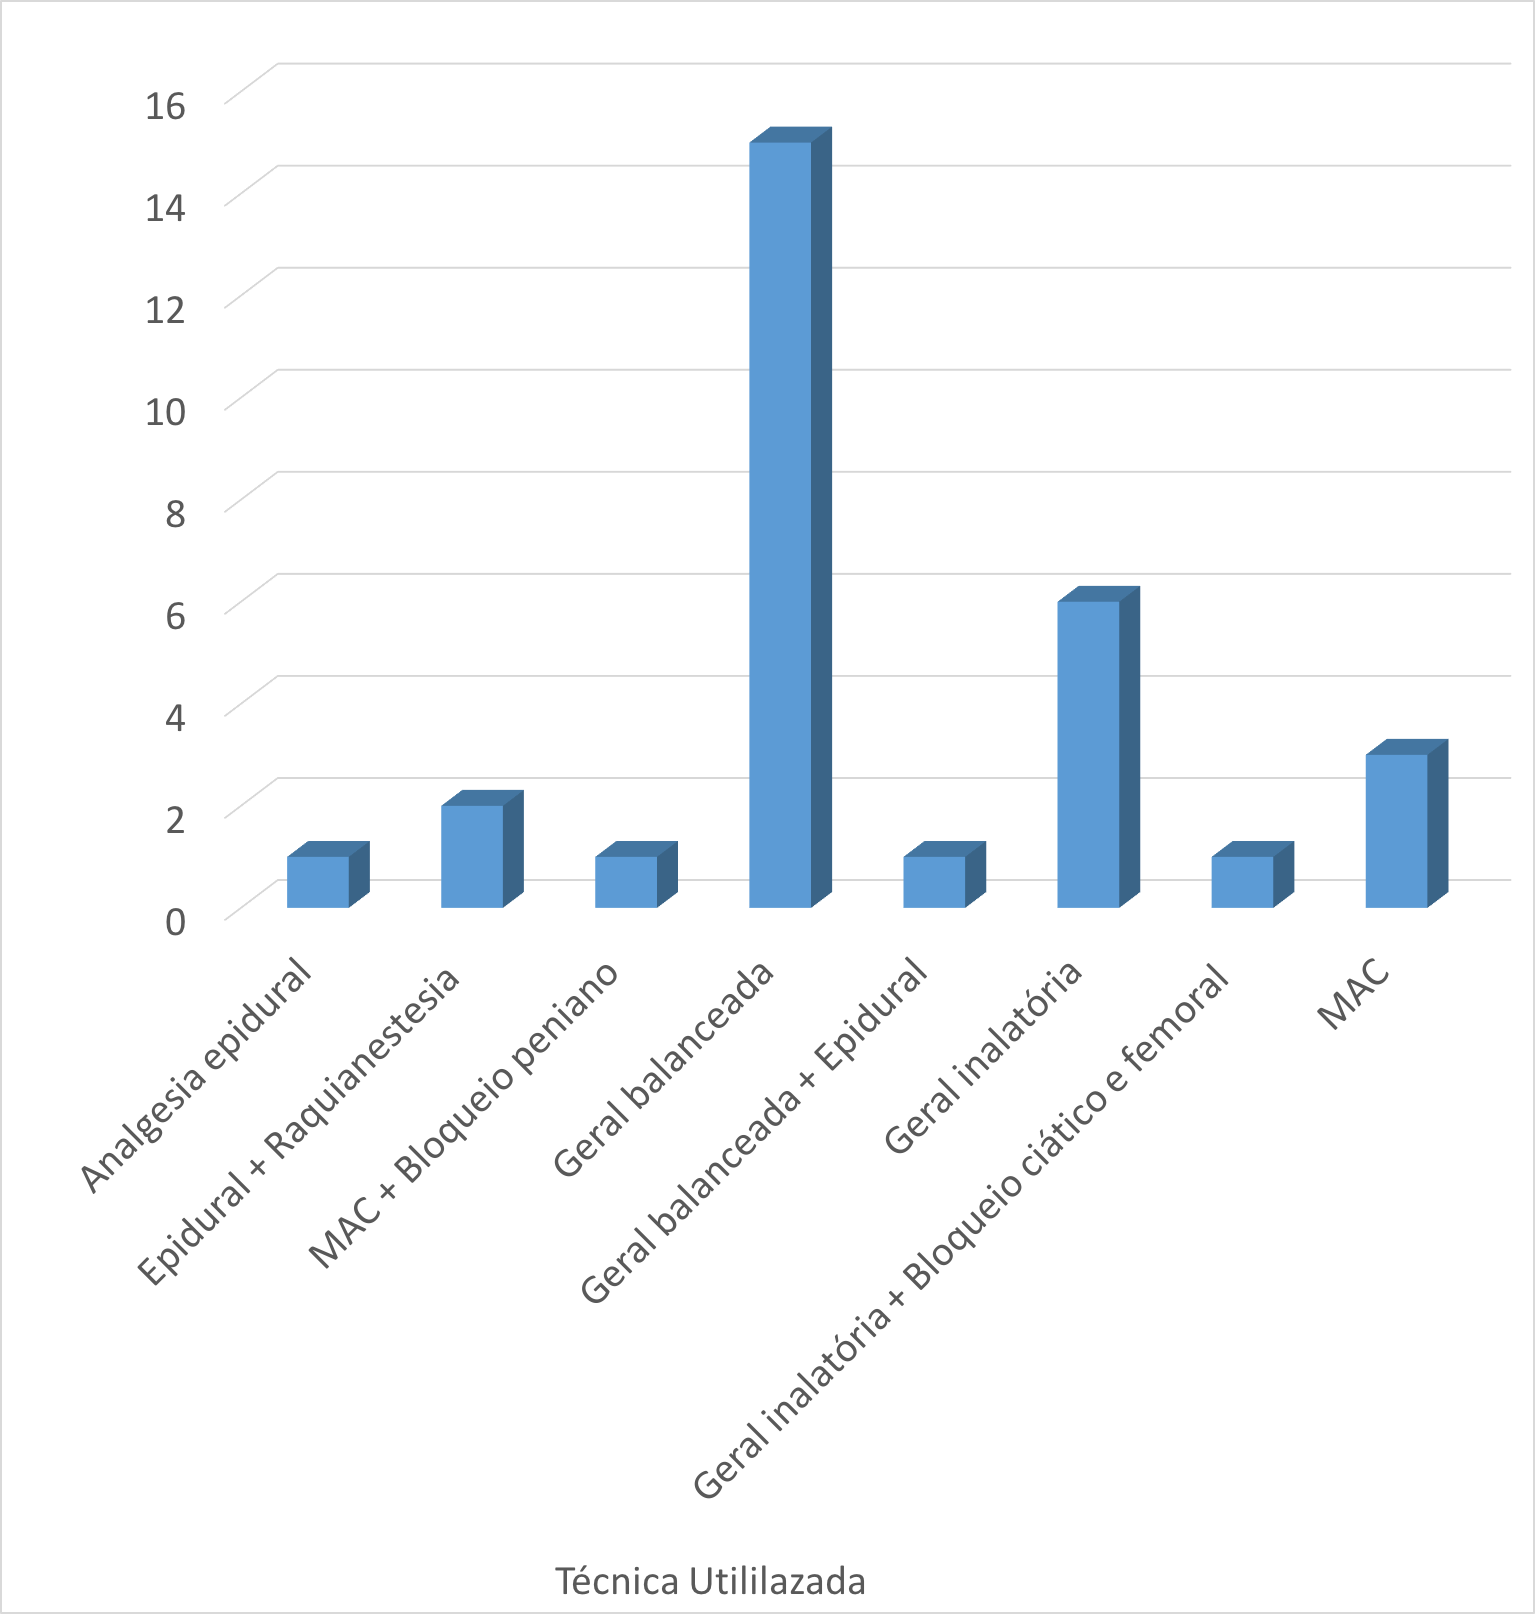 16
14
12
10
8
6
4
2
0
Analgesia epidural
Epidural + Raquianestesia
MAC + Bloqueio peniano
Geral balanceada
Geral balanceada + Epidural
Geral inalatória
Geral inalatória + Bloqueio ciático e femoral
MAC
Técnica Utililazada